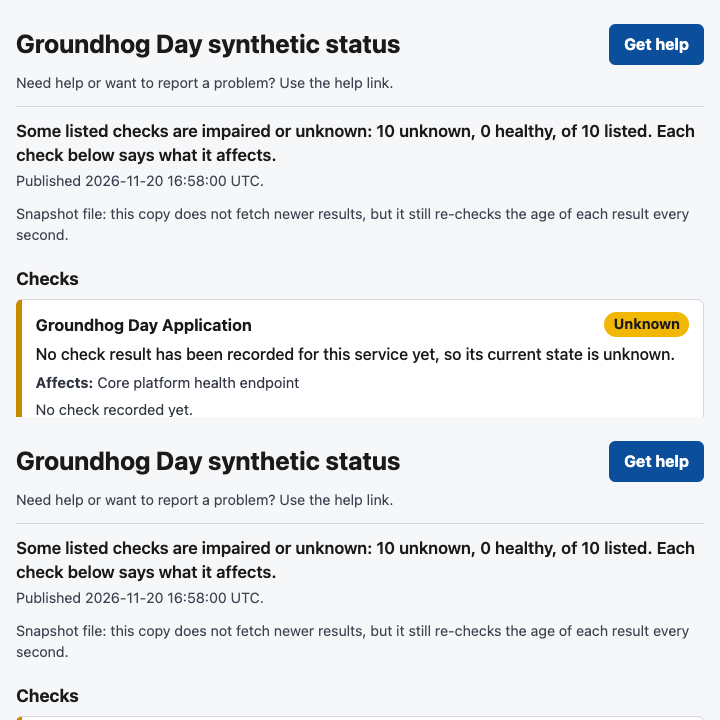 Groundhog Day synthetic status
Get help
Need help or want to report a problem? Use the help link.
Some listed checks are impaired or unknown: 10 unknown, 0 healthy, of 10 listed. Each
check below says what it affects.
Published 2026-11-20 16:58:00 UTC.
Snapshot file: this copy does not fetch newer results, but it still re-checks the age of each result every
second.
Checks
Groundhog Day Application
Unknown
No check result has been recorded for this service yet, so its current state is unknown.
Affects: Core platform health endpoint
No check recorded yet.
Groundhog Day synthetic status
Get help
Need help or want to report a problem? Use the help link.
Some listed checks are impaired or unknown: 10 unknown, 0 healthy, of 10 listed. Each
check below says what it affects.
Published 2026-11-20 16:58:00 UTC.
Snapshot file: this copy does not fetch newer results, but it still re-checks the age of each result every
second.
Checks